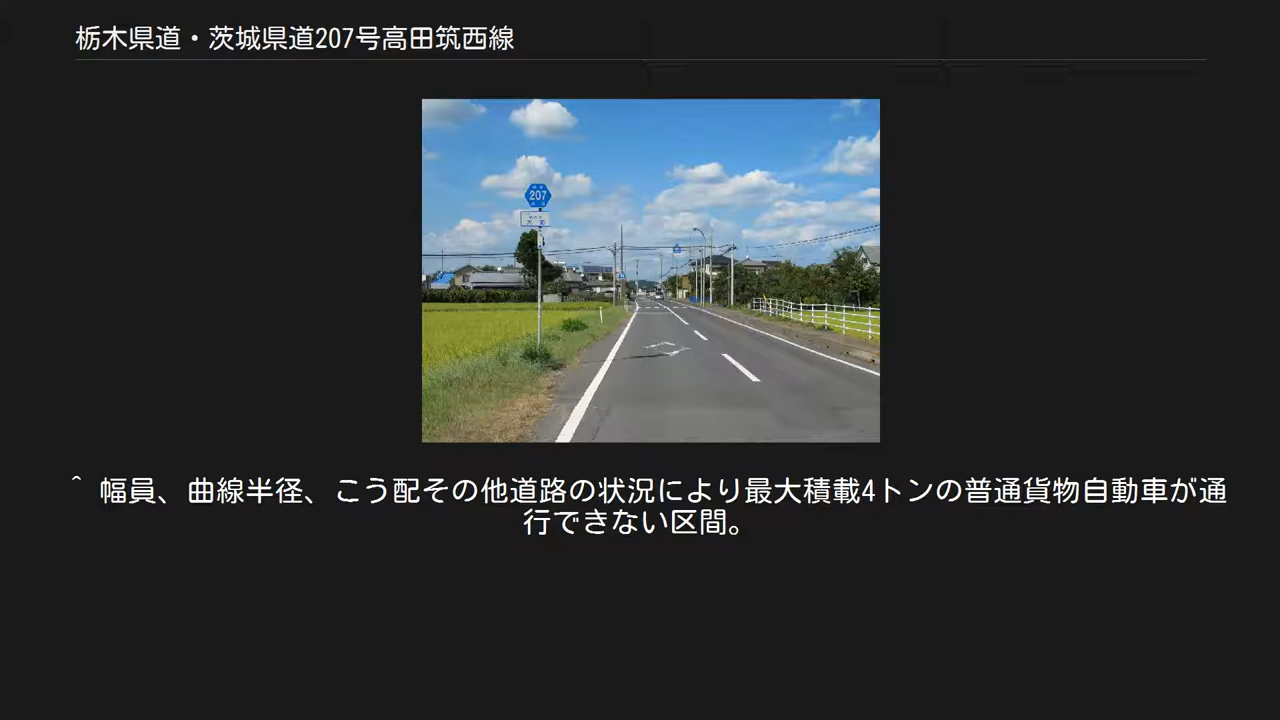 栃木県道・茨城県道207号高田筑西線
207
^ 幅員、曲線半径、こう配その他道路の状況により最大積載4トンの普通貨物自動車が通
行できない区間。